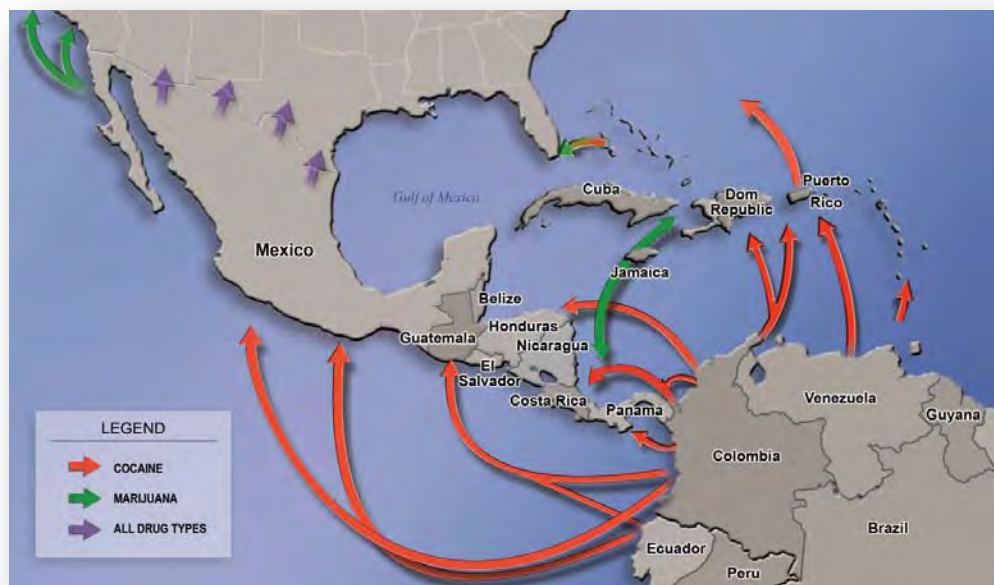 Gulf of Mexico
Cuba
Dom
Republic
Puerto
Rico
Mexico
Jamaica
Belize
Honduras
Guatemala
Nicaragua
El
Salvador
Costa Rica
Panama
Venezuela
Guyana
Colombia
Brazil
Ecuador
Peru
LEGEND
COCAINE
MARIJUANA
ALL DRUG TYPES